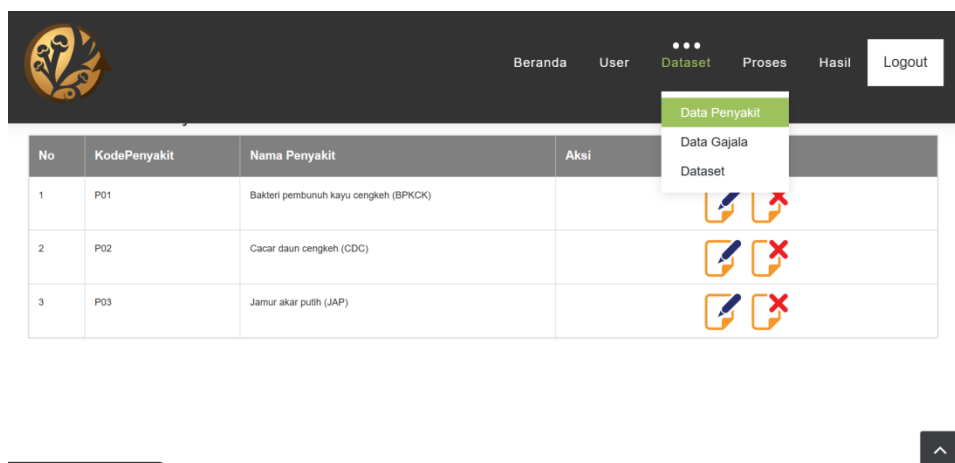 Beranda User Dataset Proses Hasil Logout
Data Penyakit
Data Gajala
Dataset
No KodePenyakit Nama Penyakit Aksi
1 P01 Bakteri pembunuh kayu cengkeh (BPKCK)
2 P02 Cacar daun cengkeh (CDC)
3 P03 Jamur akar putih (JAP)